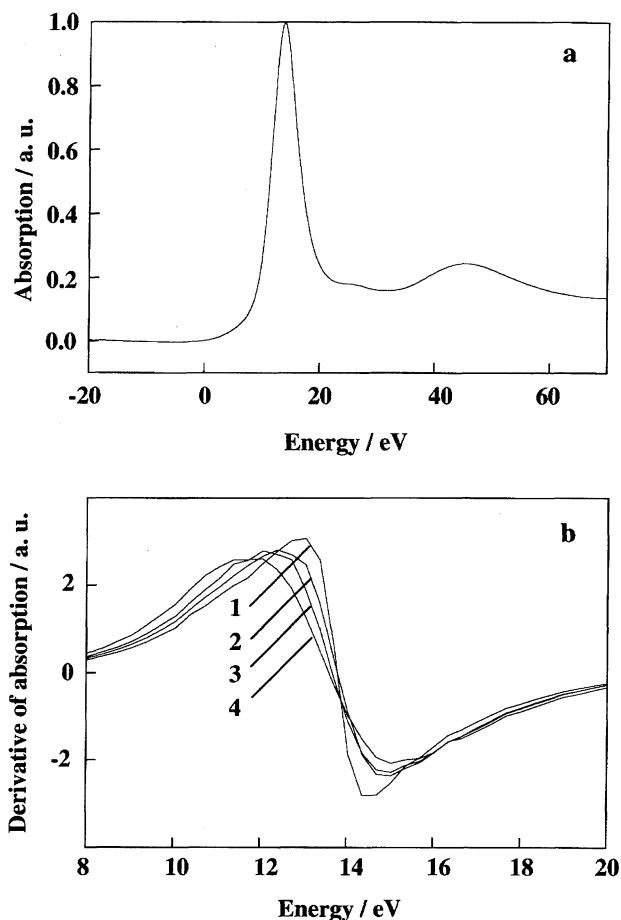 a
Absorption / a. u.
1.0
0.8
0.6
0.4
0.2
0.0
-20 0 20 40 60
Energy / eV
b
Derivative of absorption / a. u.
2
0
-2
1
2
3
4
8 10 12 14 16 18 20
Energy / eV